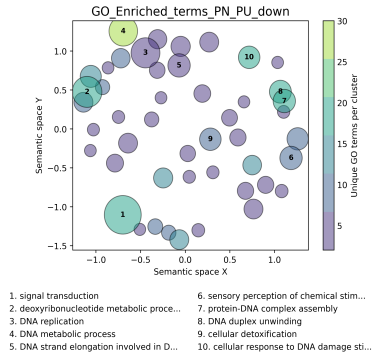 GO_Enriched_terms_PN_PU_down
Semantic space Y
1.0
0.5
0.0
−0.5
−1.0
−1.5
−1.0
−0.5
0.0
0.5
1.0
Semantic space X
4
3
5
10
2
8
7
9
6
1
30
25
20
15
10
5
Unique GO terms per cluster
1. signal transduction
2. deoxyribonucleotide metabolic proce...
3. DNA replication
4. DNA metabolic process
5. DNA strand elongation involved in D...
6. sensory perception of chemical stim...
7. protein-DNA complex assembly
8. DNA duplex unwinding
9. cellular detoxification
10. cellular response to DNA damage sti...